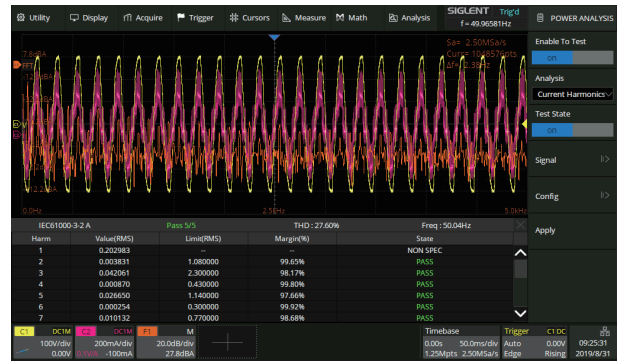 Utility Display Acquire Trigger Cursors Measure Math Analysis SIGLENT Trig'd
f = 49.96581Hz
POWER ANALYSIS
Sa= 2.50MSa/s
Curr= 1048576pts
Δf= 2.38Hz
7.8dBA
FFT
Enable To Test
on
Analysis
Current Harmonics
Test State
on
Signal
Config
Apply
0.0Hz 5.0kHz
IEC61000-3-2 A Pass 5/5 THD : 27.60% Freq : 50.04Hz
Harm Value(RMS) Limit(RMS) Margin(%) State
1 0.202983 -- -- NON SPEC
2 0.003831 1.080000 99.65% PASS
3 0.042061 2.300000 98.17% PASS
4 0.000870 0.430000 99.80% PASS
5 0.026650 1.140000 97.66% PASS
6 0.000254 0.300000 99.92% PASS
7 0.010132 0.770000 98.68% PASS
C1 DC1M C2 DC1M F1 M Timebase Trigger C1 DC
100V/div 200mA/div 20.0dB/div 0.00s 50.0ms/div Auto 0.00V 09:25:31
0.00V -100mA 27.8dBA 1.25Mpts 2.50MSa/s Edge Rising 2019/8/31